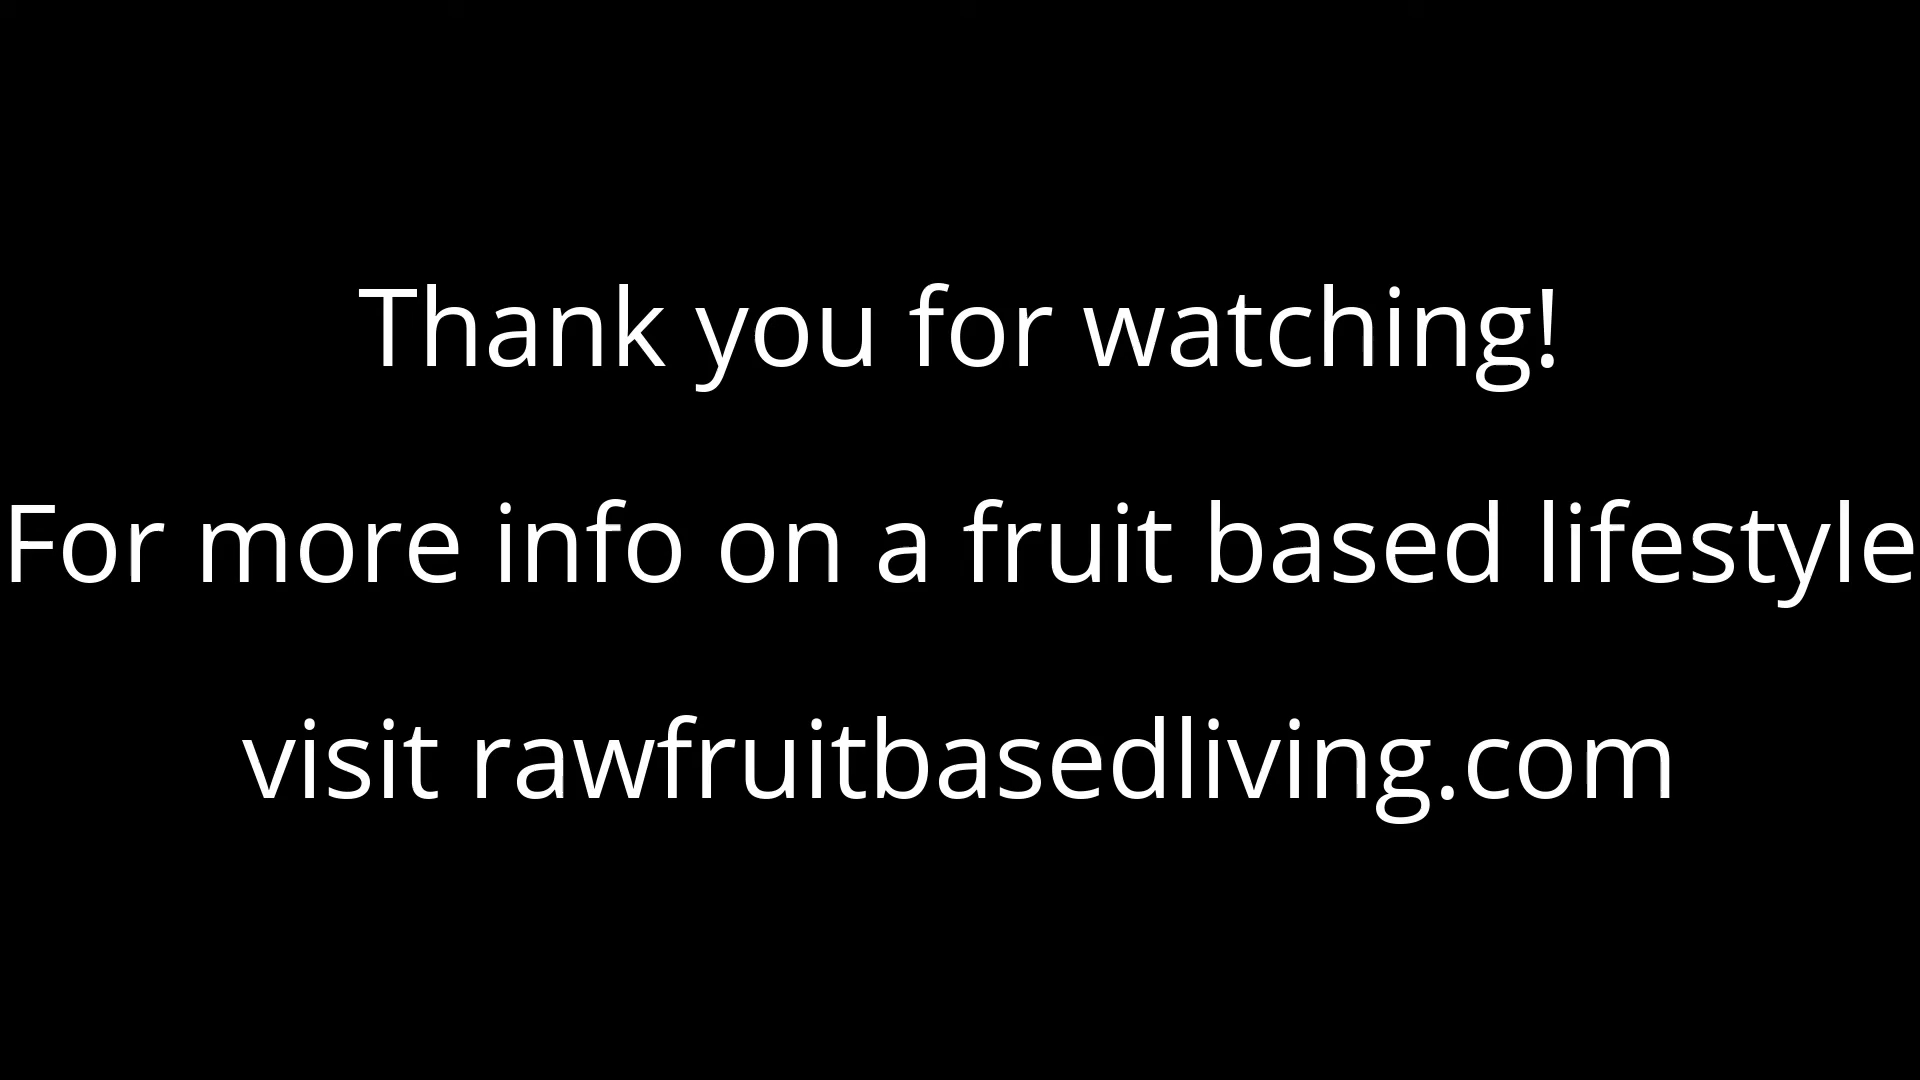 Thank you for watching!
For more info on a fruit based lifestyle
visit rawfruitbasedliving.com